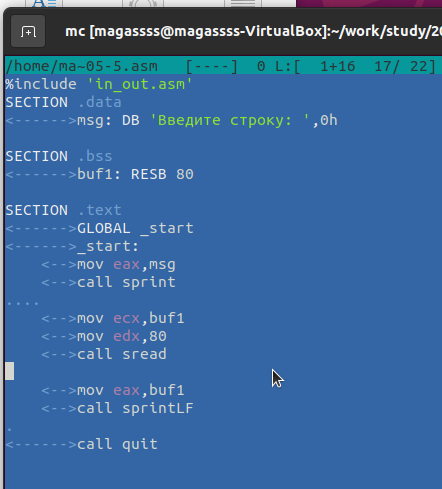 mc [magassss@magassss-VirtualBox]:~/work/study/20
/home/ma~05-5.asm   [----]  0 L:[  1+16  17/ 22]
%include 'in_out.asm'
SECTION .data
<------>msg: DB 'Введите строку: ',0h

SECTION .bss
<------>buf1: RESB 80

SECTION .text
<------>GLOBAL _start
<------>_start:
    <-->mov eax,msg
    <-->call sprint
....
    <-->mov ecx,buf1
    <-->mov edx,80
    <-->call sread

    <-->mov eax,buf1
    <-->call sprintLF
.
<------>call quit